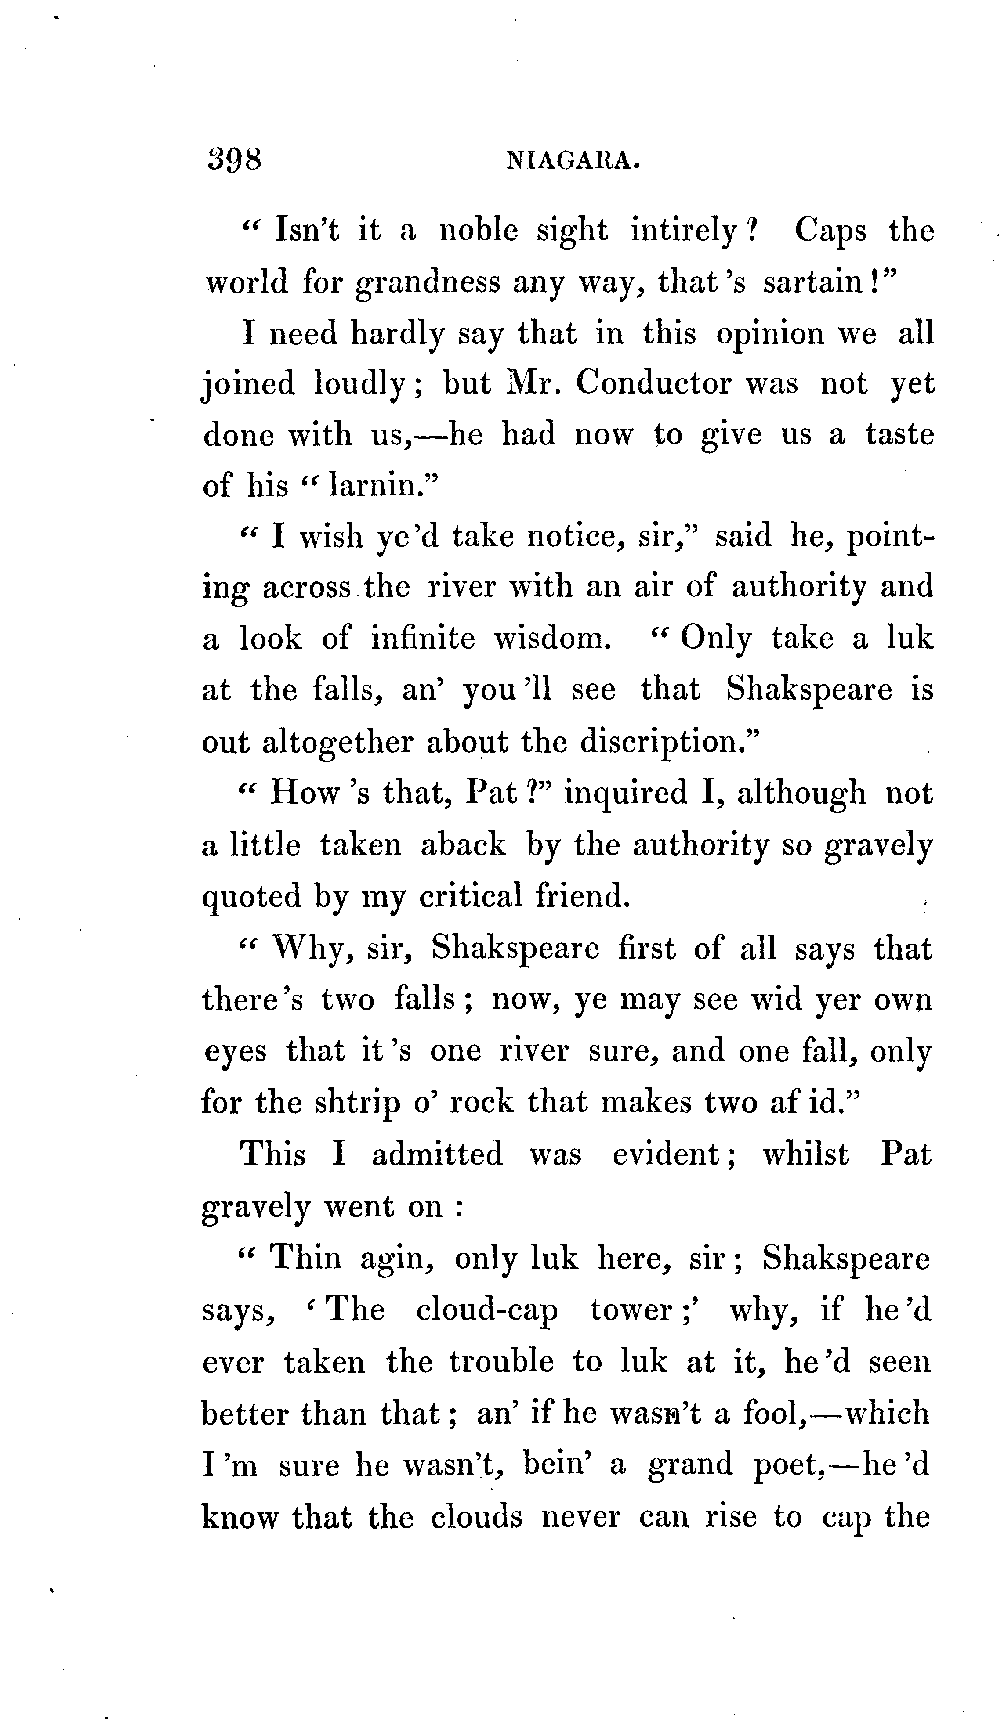 398 NIAGARA.
" Isn't it a noble sight intirely? Caps the
world for grandness any way, that 's sartain!"
I need hardly say that in this opinion we all
joined loudly; but Mr. Conductor was not yet
done with us,—he had now to give us a taste
of his " larnin."
" I wish ye'd take notice, sir," said he, point-
ing across the river with an air of authority and
a look of infinite wisdom. " Only take a luk
at the falls, an' you 'll see that Shakspeare is
out altogether about the discription."
" How 's that, Pat?" inquired I, although not
a little taken aback by the authority so gravely
quoted by my critical friend.
" Why, sir, Shakspeare first of all says that
there 's two falls; now, ye may see wid yer own
eyes that it 's one river sure, and one fall, only
for the shtrip o' rock that makes two af id."
This I admitted was evident; whilst Pat
gravely went on :
" Thin agin, only luk here, sir; Shakspeare
says, ' The cloud-cap tower;' why, if he 'd
ever taken the trouble to luk at it, he 'd seen
better than that; an' if he wasn't a fool,—which
I 'm sure he wasn't, bein' a grand poet,—he 'd
know that the clouds never can rise to cap the